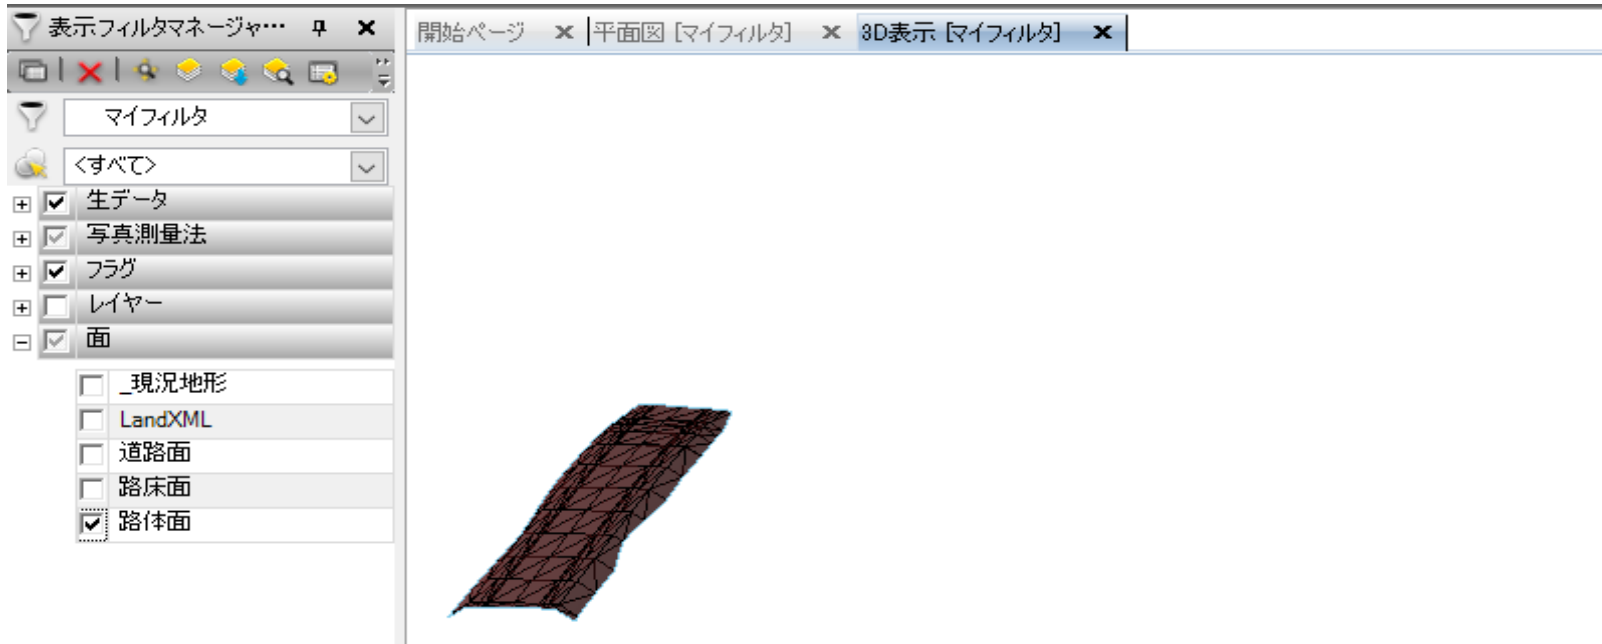 表示フィルタマネージャ…
開始ページ
平面図 [マイフィルタ]
3D表示 [マイフィルタ]
マイフィルタ
<すべて>
生データ
写真測量法
フラグ
レイヤー
面
_現況地形
LandXML
道路面
路床面
路体面